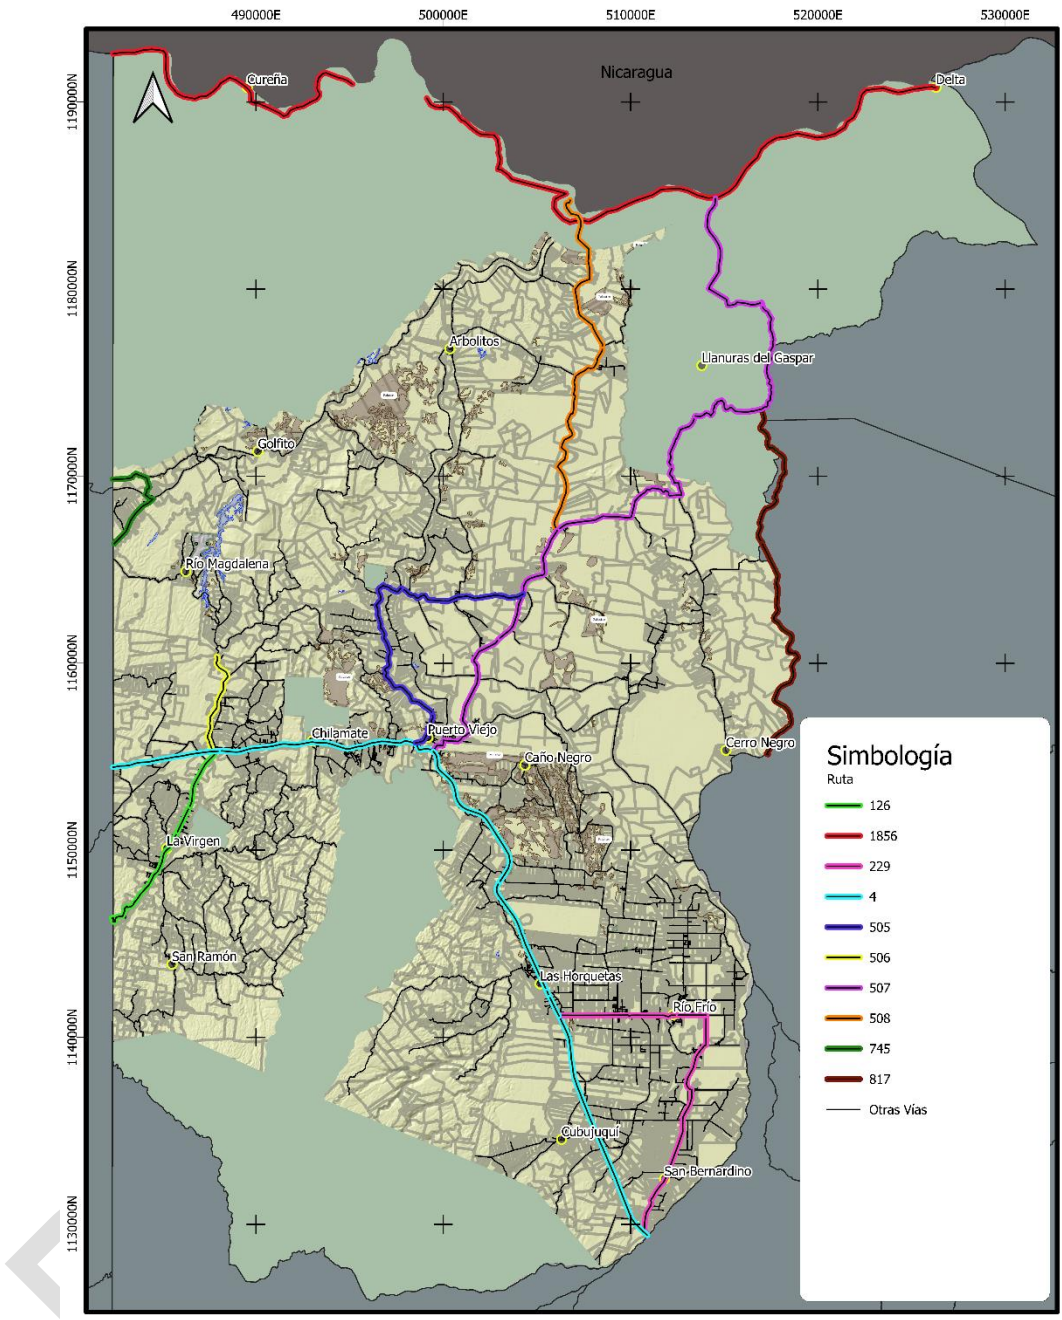 490000E 500000E 510000E 520000E 530000E
Nicaragua
Cureña
Delta
1190000N
1180000N
Arbolitos
Llanuras del Gaspar
Golfito
1170000N
Río Magdalena
1160000N
Puerto Viejo
Chilamate
Cerro Negro
Caño Negro
La Virgen
1150000N
San Ramón
Las Horquetas
Río Frío
1140000N
Cubujuquí
San Bernardino
1130000N
Simbología
Ruta
126
1856
229
4
505
506
507
508
745
817
Otras Vías